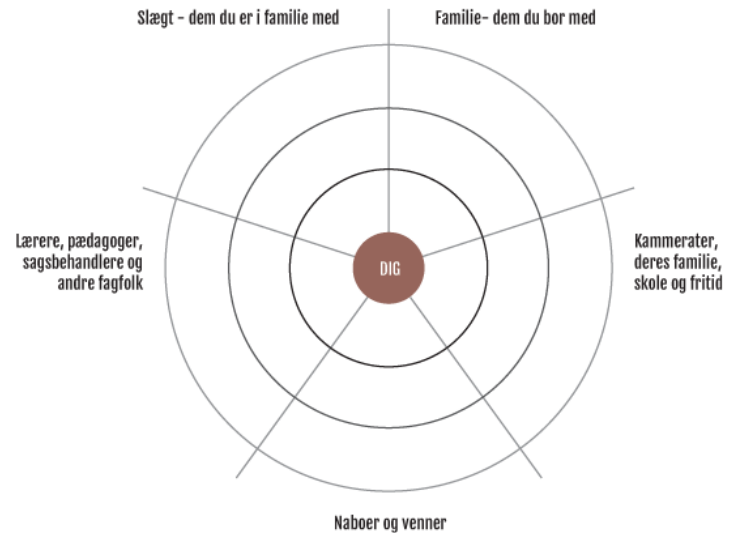 Slægt - dem du er i familie med
Familie- dem du bor med
Lærere, pædagoger,
sagsbehandlere og
andre fagfolk
DIG
Kammerater,
deres familie,
skole og fritid
Naboer og venner